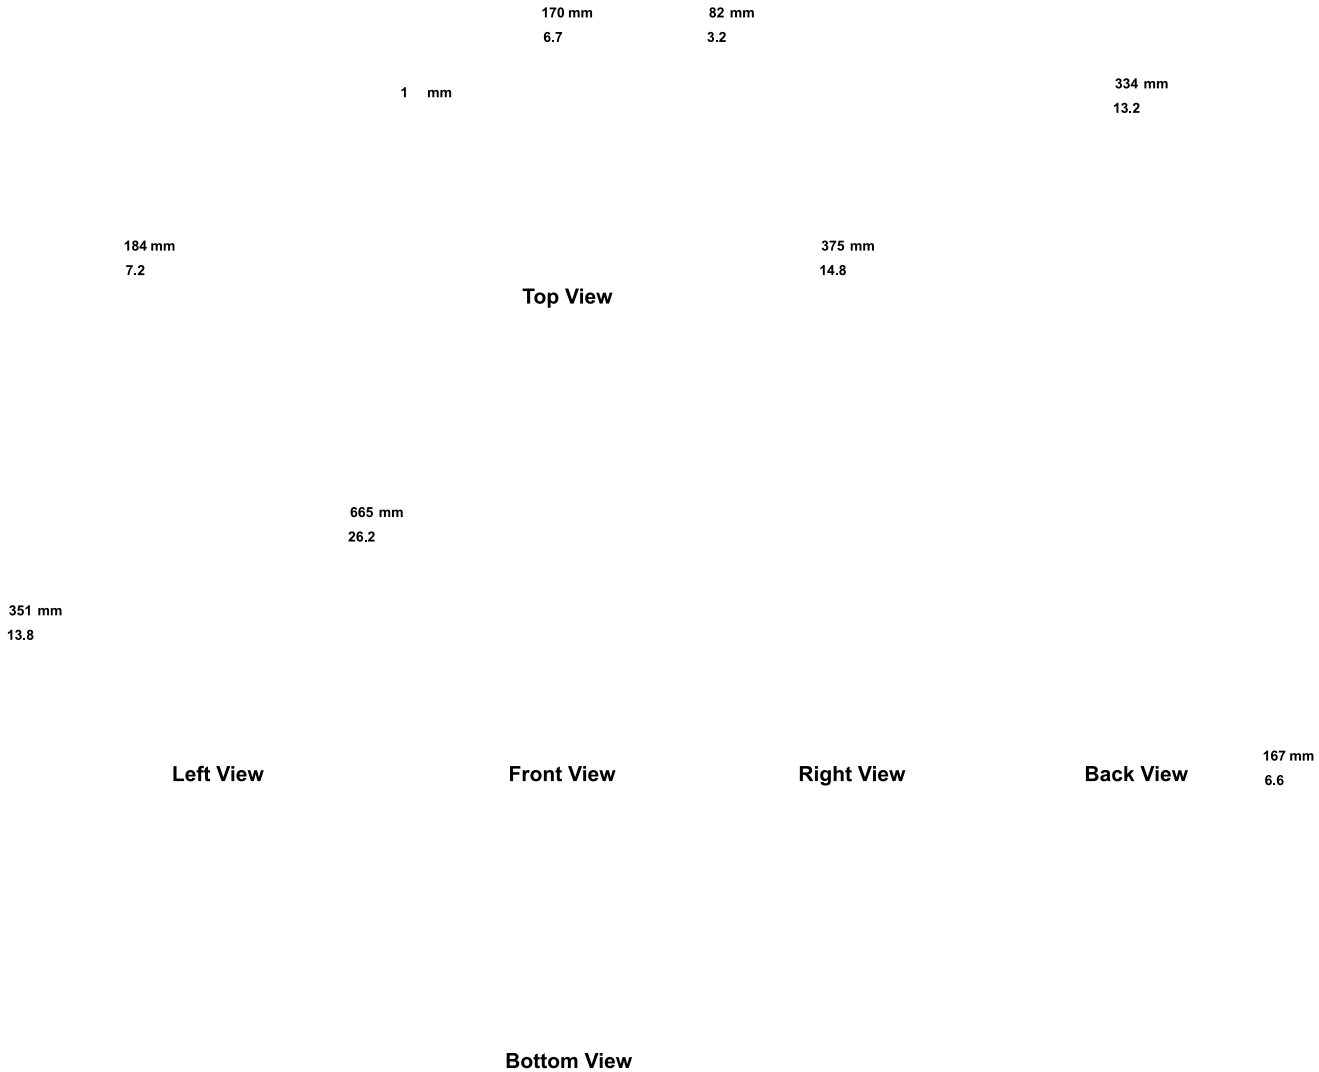 170 mm
6.7
82 mm
3.2
1 mm
334 mm
13.2
184 mm
7.2
375 mm
14.8
Top View
665 mm
26.2
351 mm
13.8
Left View
Front View
Right View
Back View
167 mm
6.6
Bottom View